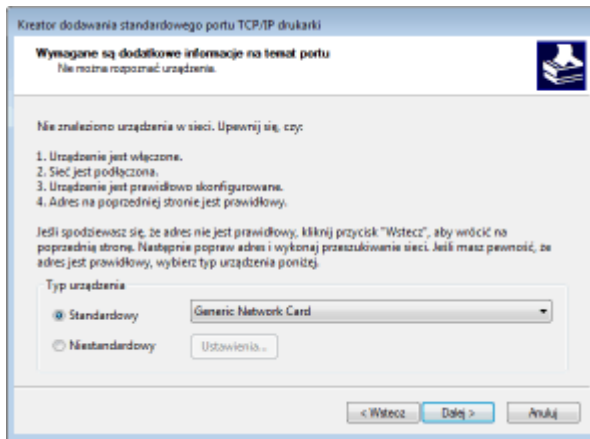 Kreator dodawania standardowego portu TCP/IP drukarki
Wymagane są dodatkowe informacje na temat portu
Nie można rozpoznać urządzenia.
Nie znaleziono urządzenia w sieci. Upewnij się, czy:
1. Urządzenie jest włączone.
2. Sieć jest podłączona.
3. Urządzenie jest prawidłowo skonfigurowane.
4. Adres na poprzedniej stronie jest prawidłowy.
Jeśli spodziewasz się, że adres nie jest prawidłowy, kliknij przycisk "Wstecz", aby wrócić na
poprzednią stronę. Następnie popraw adres i wykonaj przeszukiwanie sieci. Jeśli masz pewność, że
adres jest prawidłowy, wybierz typ urządzenia poniżej.
Typ urządzenia
Standardowy Generic Network Card
Niestandardowy Ustawienia...
< Wstecz Dalej > Anuluj